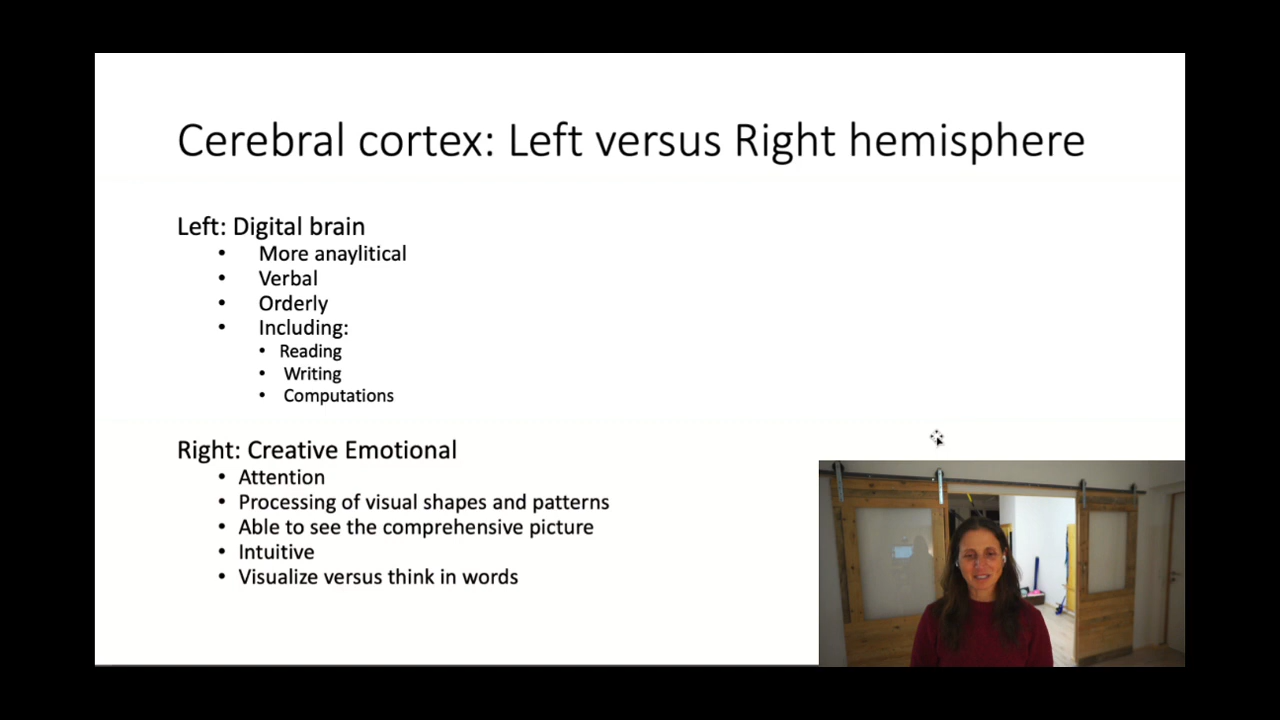 Cerebral cortex: Left versus Right hemisphere
Left: Digital brain
• More anaylitical
• Verbal
• Orderly
• Including:
• Reading
• Writing
• Computations
Right: Creative Emotional
• Attention
• Processing of visual shapes and patterns
• Able to see the comprehensive picture
• Intuitive
• Visualize versus think in words